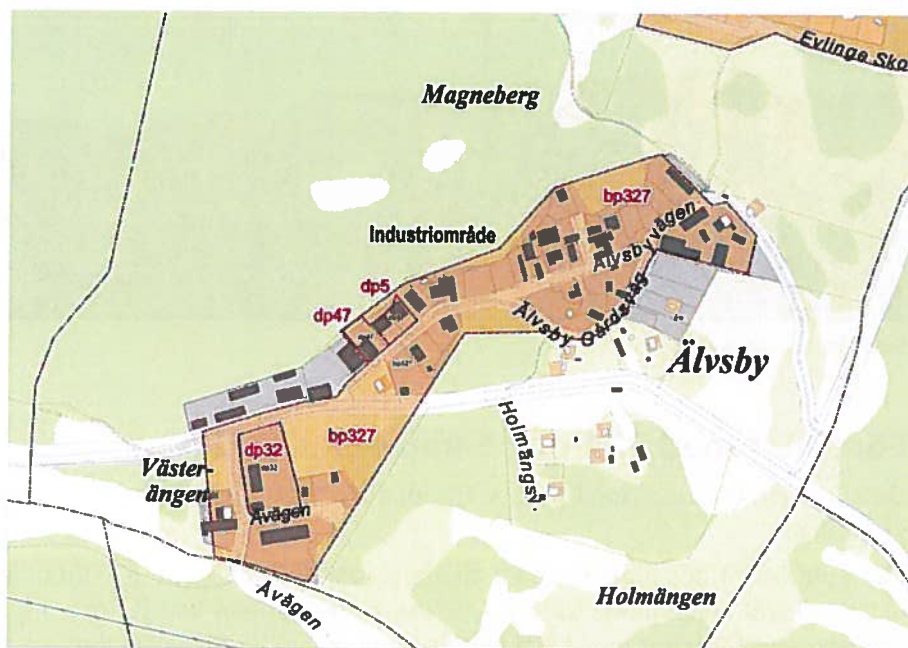 Evlinge Sko
Magneberg
bp327
Industriområde
Älvsbyvägen
dp5
dp47
Älvsby Gårdsväg
Älvsby
bp327
dp32
dp32
Holmängsv.
Väster-
ängen
Åvägen
Åvägen
Holmängen